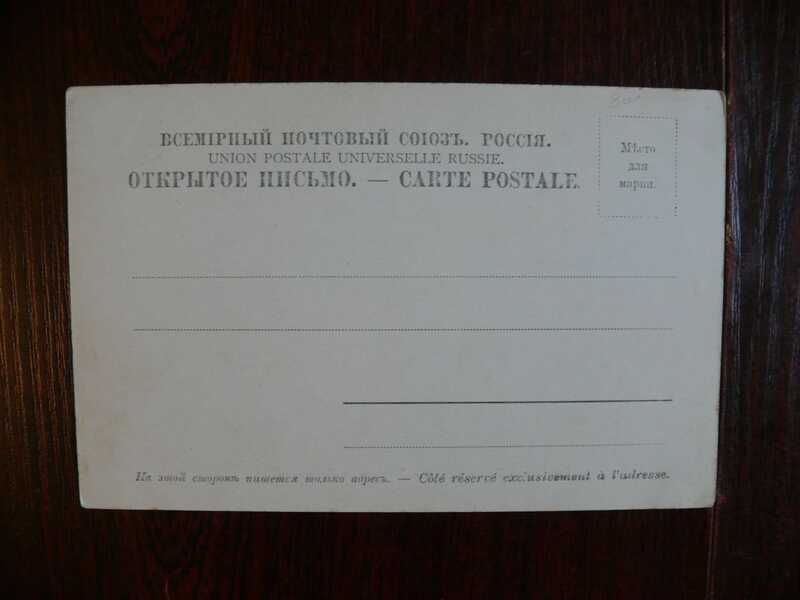 ВСЕМІРНЫЙ ПОЧТОВЫЙ СОЮЗЪ. РОССІЯ.
UNION POSTALE UNIVERSELLE RUSSIE.
ОТКРЫТОЕ ПИСЬМО. — CARTE POSTALE.
Мѣсто
для
марки.
На этой сторонѣ пишется только адресъ. — Côté réservé exclusivement à l'adresse.